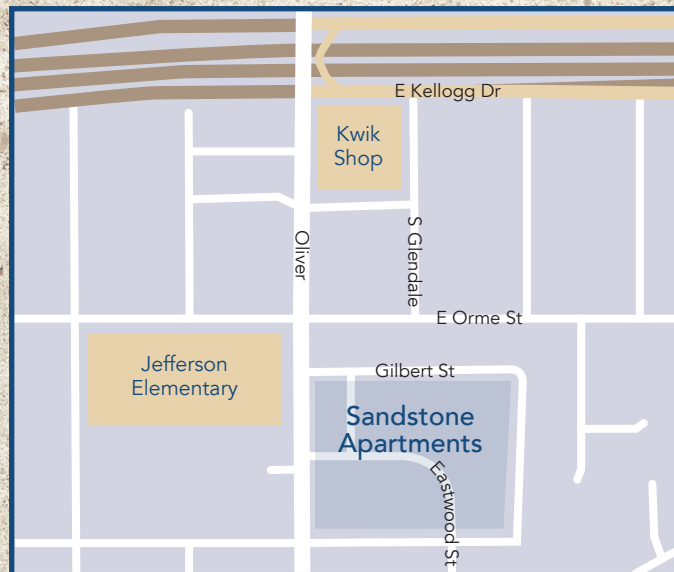 E Kellogg Dr
Kwik
Shop
Oliver
S Glendale
E Orme St
Jefferson
Elementary
Gilbert St
Sandstone
Apartments
Eastwood St